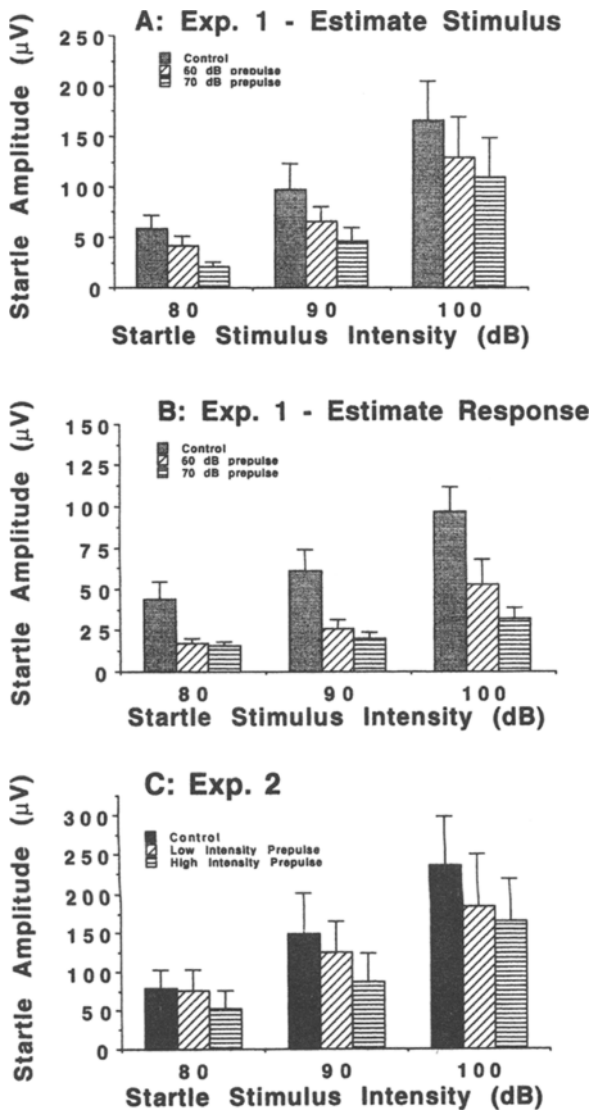 A: Exp. 1 - Estimate Stimulus
Startle Amplitude (µV)
250
200
150
100
50
0
Control
60 dB prepulse
70 dB prepulse
80 90 100
Startle Stimulus Intensity (dB)
B: Exp. 1 - Estimate Response
Startle Amplitude (µV)
150
125
100
75
50
25
0
Control
60 dB prepulse
70 dB prepulse
80 90 100
Startle Stimulus Intensity (dB)
C: Exp. 2
Startle Amplitude (µV)
300
250
200
150
100
50
0
Control
Low Intensity Prepulse
High Intensity Prepulse
80 90 100
Startle Stimulus Intensity (dB)